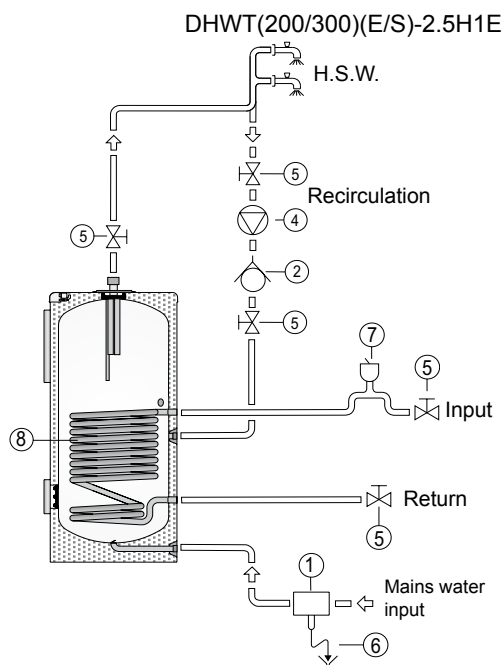 DHWT(200/300)(E/S)-2.5H1E
H.S.W.
5
Recirculation
4
5
2
5
7
5
Input
8
Return
5
1
Mains water
input
6